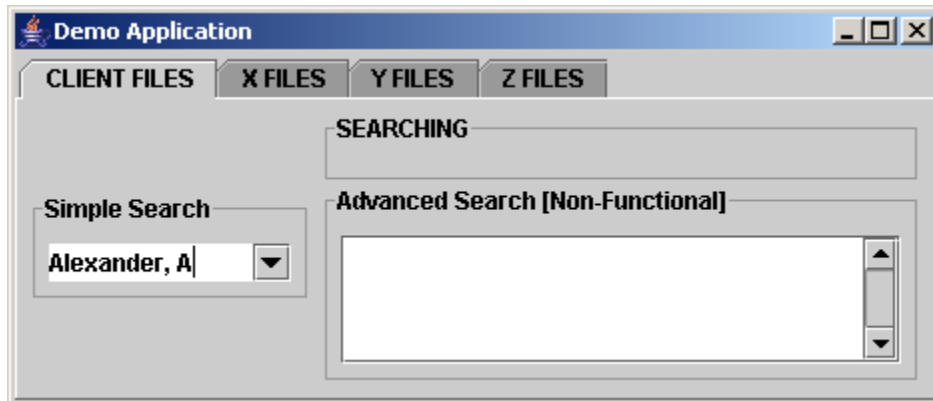 Demo Application
CLIENT FILES X FILES Y FILES Z FILES
SEARCHING
Simple Search
Advanced Search [Non-Functional]
Alexander, A